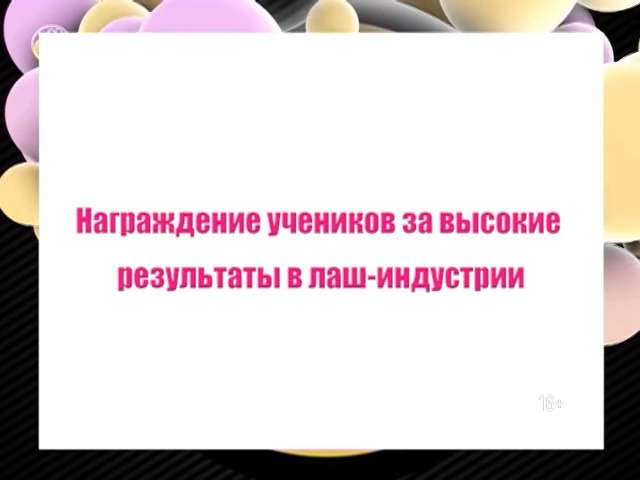 Награждение учеников за высокие
результаты в лаш-индустрии
16+